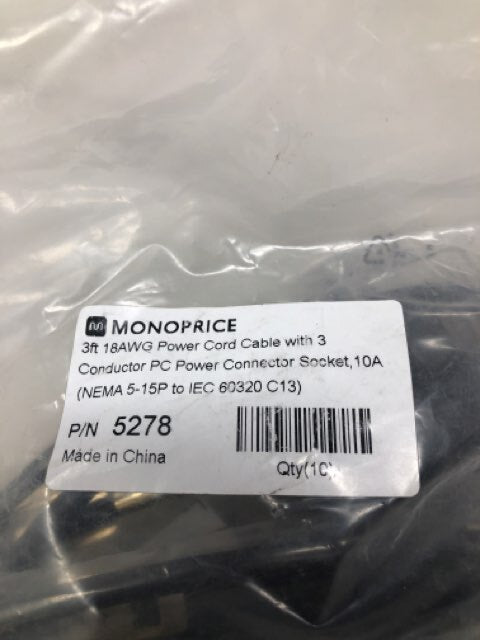 MONOPRICE
3ft 18AWG Power Cord Cable with 3
Conductor PC Power Connector Socket,10A
(NEMA 5-15P to IEC 60320 C13)
P/N 5278
Made in China
Qty(10)